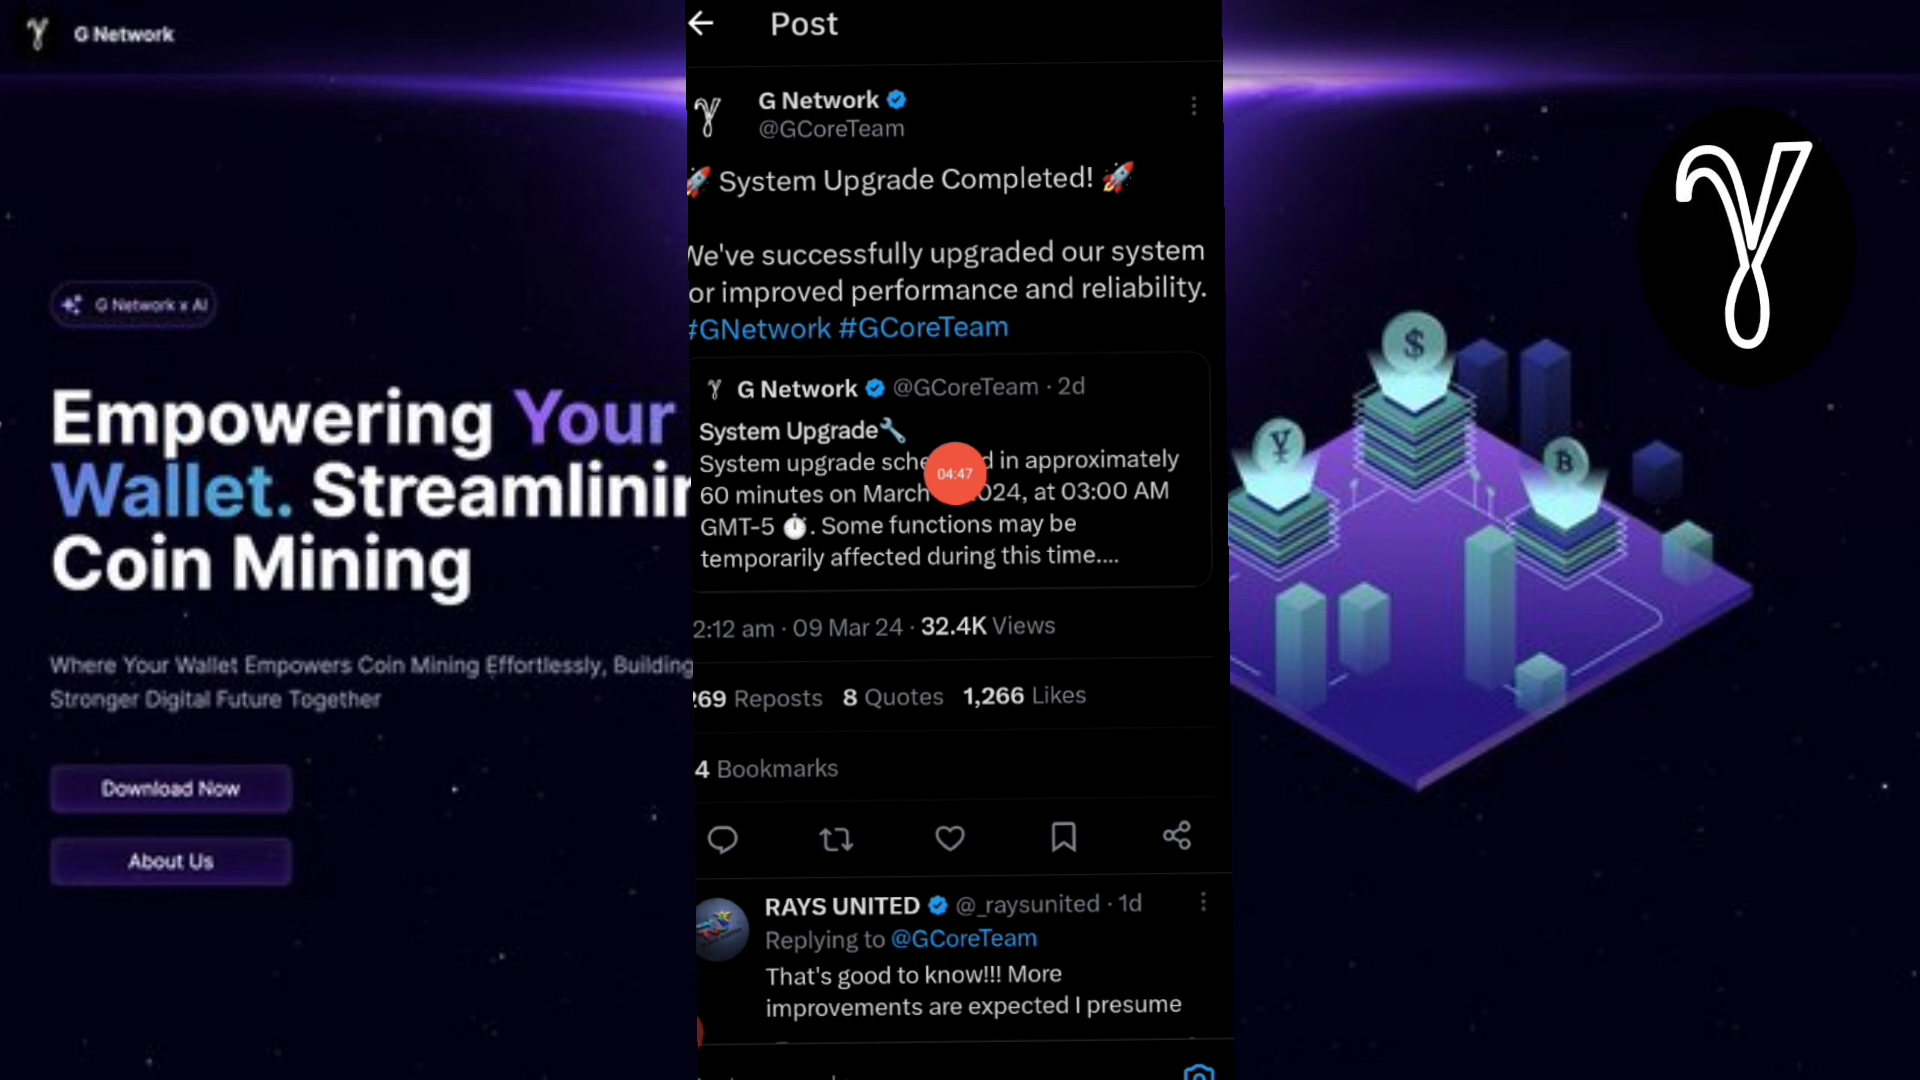 G Network
G Network x AI
Empowering Your
Wallet.
Coin Mining
Where Your Wallet Empowers Coin Mining Effortlessly, Building
Stronger Digital Future Together
Download Now
About Us
Post
G Network
@GCoreTeam
🚀 System Upgrade Completed! 🚀
We've successfully upgraded our system
or improved performance and reliability.
#GNetwork #GCoreTeam
G Network @GCoreTeam · 2d
System Upgrade🔧
System upgrade in approximately
60 minutes on March 024, at 03:00 AM
GMT-5 ⏱. Some functions may be
temporarily affected during this time....
04:47
2:12 am · 09 Mar 24 · 32.4K Views
69 Reposts 8 Quotes 1,266 Likes
4 Bookmarks
RAYS UNITED @_raysunited · 1d
Replying to @GCoreTeam
That's good to know!!! More
improvements are expected I presume
γ
$
¥
B